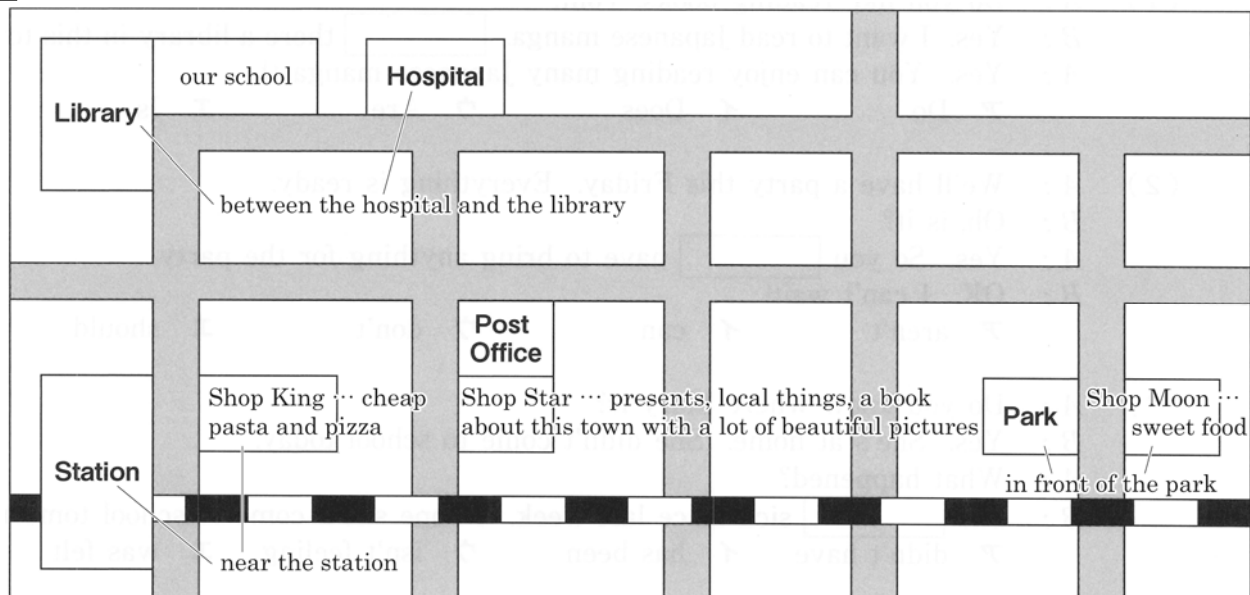 our school
Hospital
Library
between the hospital and the library
Post
Office
Shop King … cheap
pasta and pizza
Shop Star … presents, local things, a book
about this town with a lot of beautiful pictures
Park
Shop Moon …
sweet food
Station
in front of the park
near the station